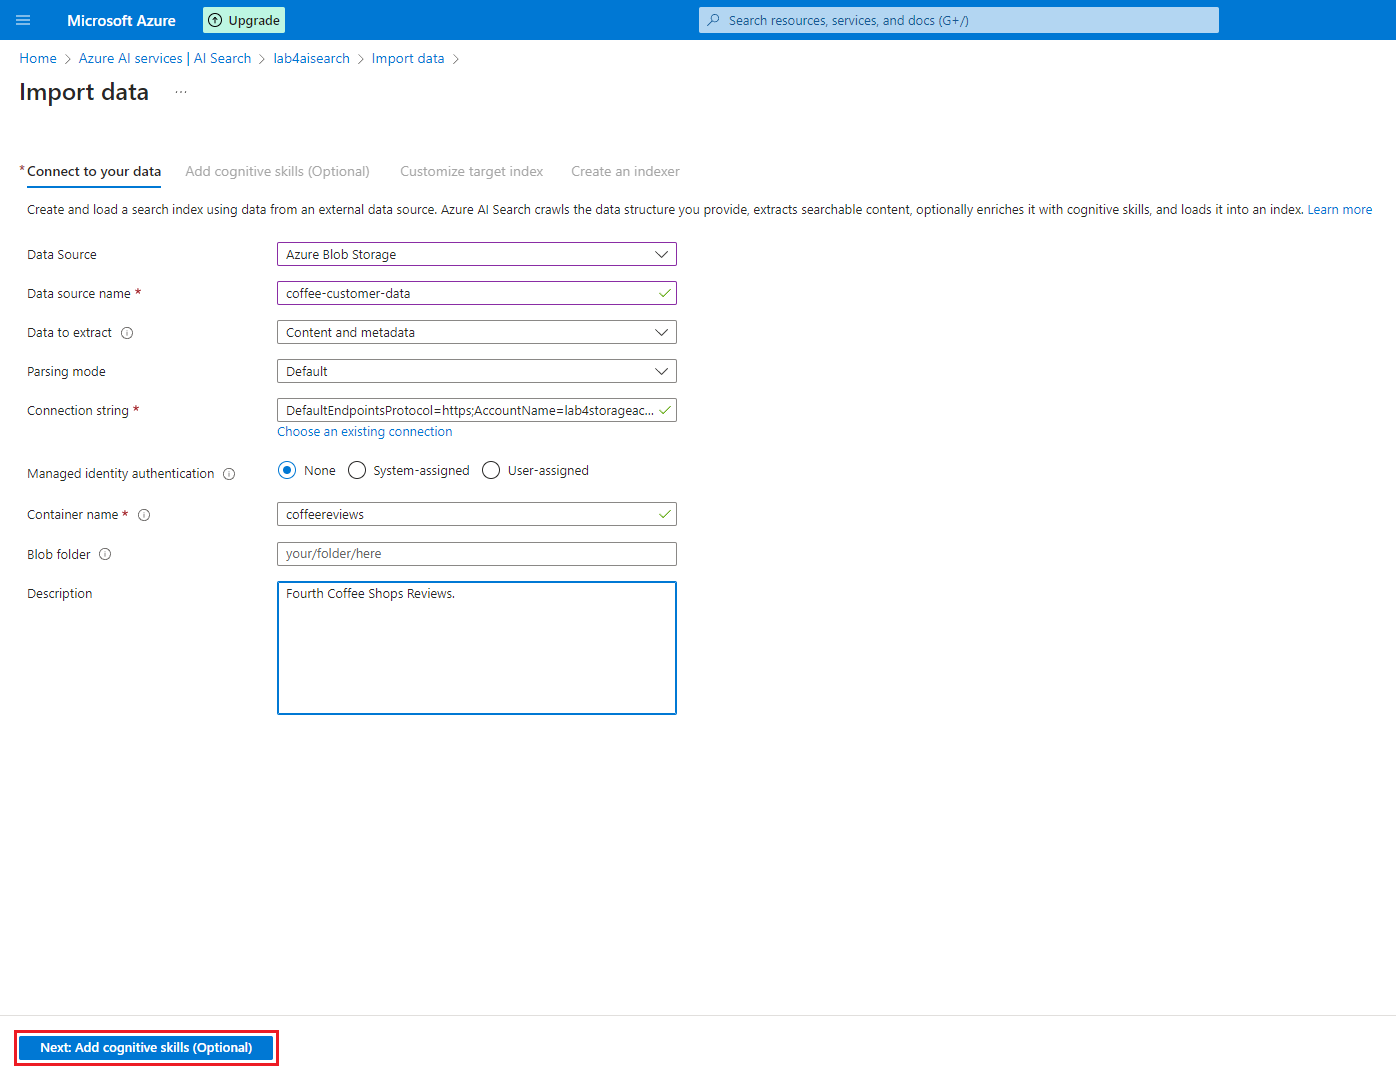 Microsoft Azure
Upgrade
Search resources, services, and docs (G+/)
Home > Azure AI services | AI Search > lab4aisearch > Import data >
Import data ...
* Connect to your data
Add cognitive skills (Optional)
Customize target index
Create an indexer
Create and load a search index using data from an external data source. Azure AI Search crawls the data structure you provide, extracts searchable content, optionally enriches it with cognitive skills, and loads it into an index. Learn more
Data Source
Azure Blob Storage
Data source name *
coffee-customer-data
Data to extract
Content and metadata
Parsing mode
Default
Connection string *
DefaultEndpointsProtocol=https;AccountName=lab4storageac...
Choose an existing connection
Managed identity authentication
None
System-assigned
User-assigned
Container name *
coffeereviews
Blob folder
your/folder/here
Description
Fourth Coffee Shops Reviews.
Next: Add cognitive skills (Optional)